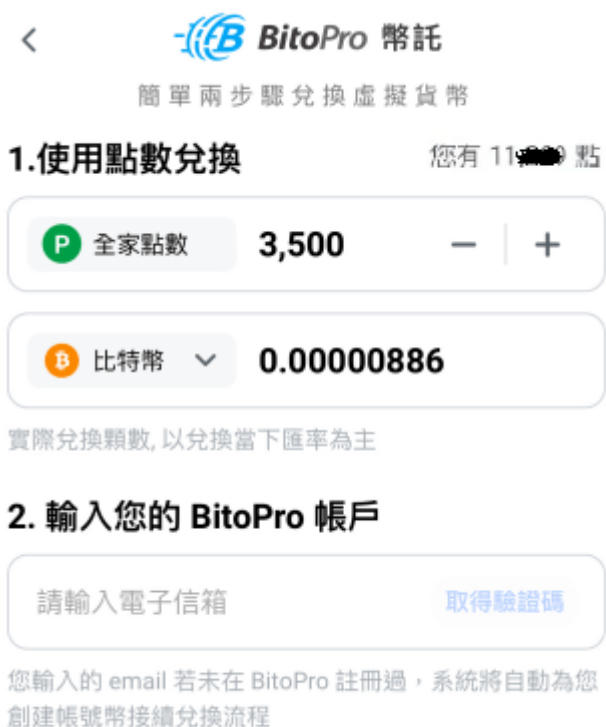 BitoPro 幣託
簡單兩步驟兌換虛擬貨幣
1.使用點數兌換
您有 11 點
P 全家點數 3,500 − +
比特幣 0.00000886
實際兌換顆數, 以兌換當下匯率為主
2. 輸入您的 BitoPro 帳戶
請輸入電子信箱 取得驗證碼
您輸入的 email 若未在 BitoPro 註冊過，系統將自動為您
創建帳號幣接續兌換流程